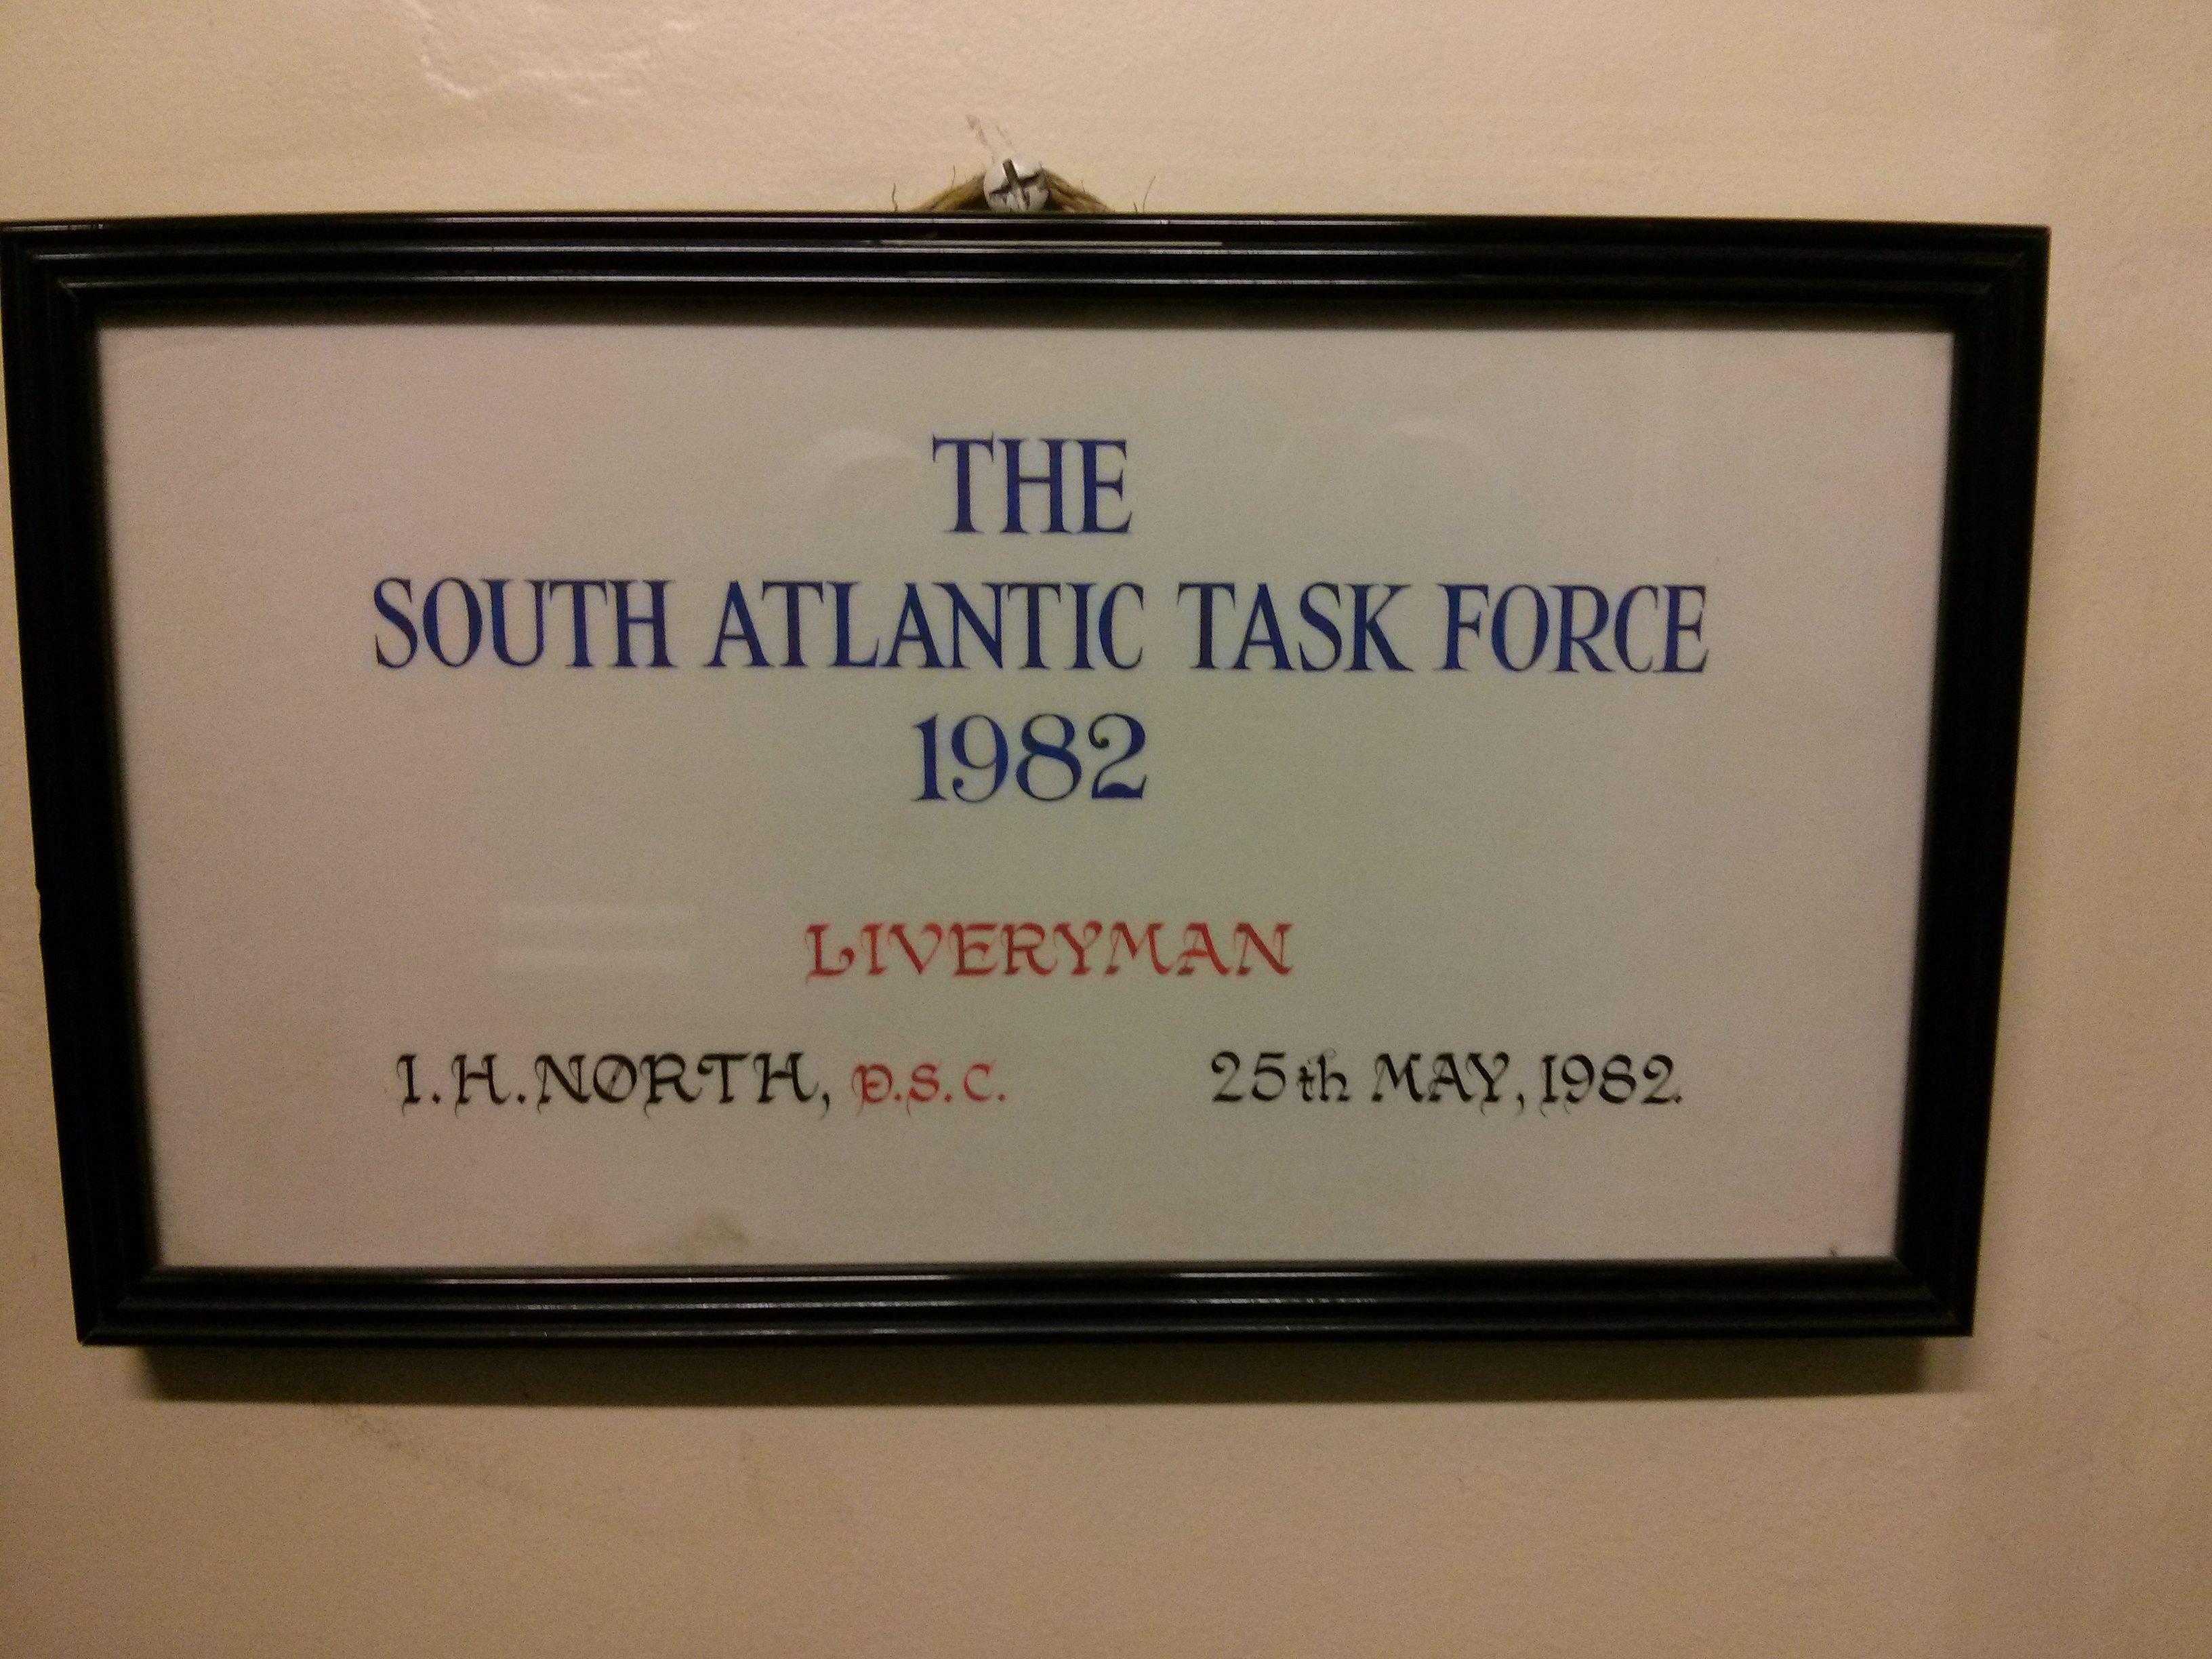 THE
SOUTH ATLANTIC TASK FORCE
1982
LIVERYMAN
I.H.NORTH, D.S.C. 25th MAY, 1982.